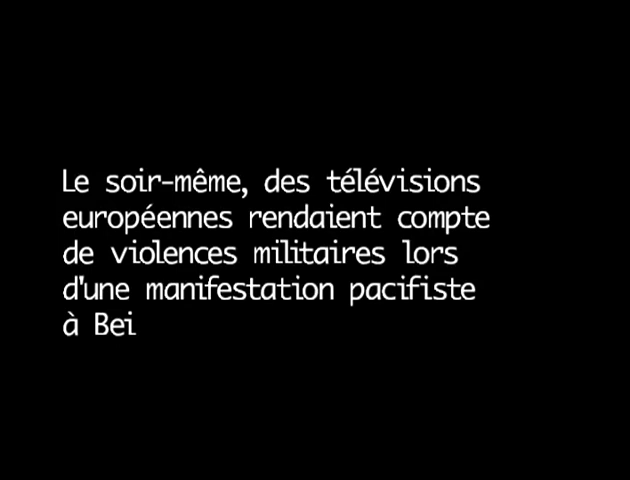 Le soir-même, des télévisions
européennes rendaient compte
de violences militaires lors
d'une manifestation pacifiste
à Bei